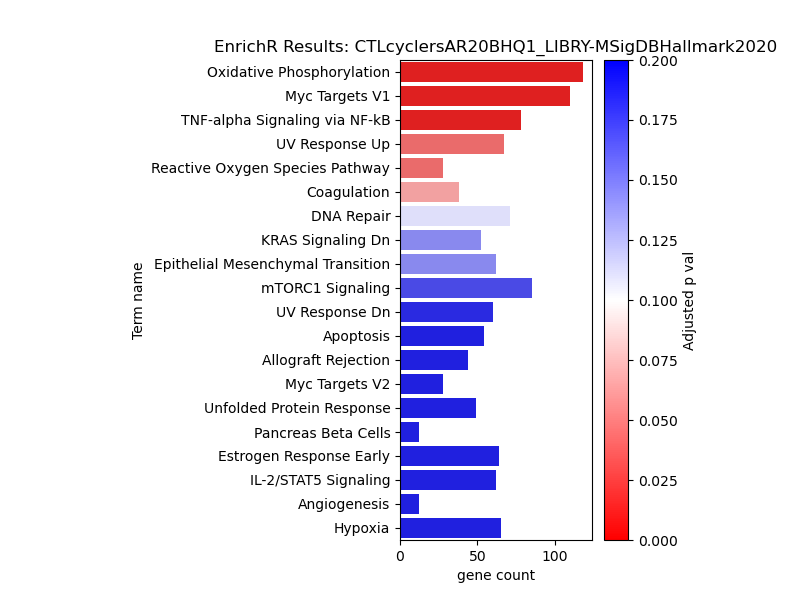 EnrichR Results: CTLcyclersAR20BHQ1_LIBRY-MSigDBHallmark2020
Term name
Oxidative Phosphorylation
Myc Targets V1
TNF-alpha Signaling via NF-kB
UV Response Up
Reactive Oxygen Species Pathway
Coagulation
DNA Repair
KRAS Signaling Dn
Epithelial Mesenchymal Transition
mTORC1 Signaling
UV Response Dn
Apoptosis
Allograft Rejection
Myc Targets V2
Unfolded Protein Response
Pancreas Beta Cells
Estrogen Response Early
IL-2/STAT5 Signaling
Angiogenesis
Hypoxia
0 50 100
gene count
0.200
0.175
0.150
0.125
0.100
0.075
0.050
0.025
0.000
Adjusted p val